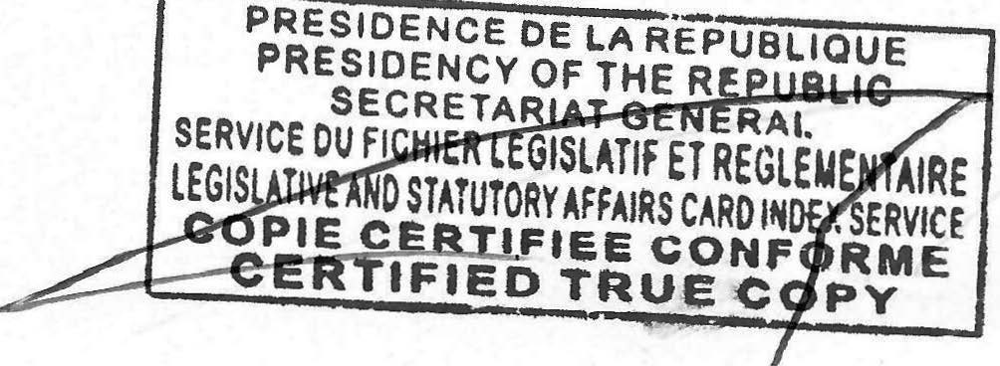 PRESIDENCE DE LA REPUBLIQUE
PRESIDENCY OF THE REPUBLIC
SECRETARIAT GENERAL
SERVICE DU FICHIER LEGISLATIF ET REGLEMENTAIRE
LEGISLATIVE AND STATUTORY AFFAIRS CARD INDEX SERVICE
COPIE CERTIFIEE CONFORME
CERTIFIED TRUE COPY